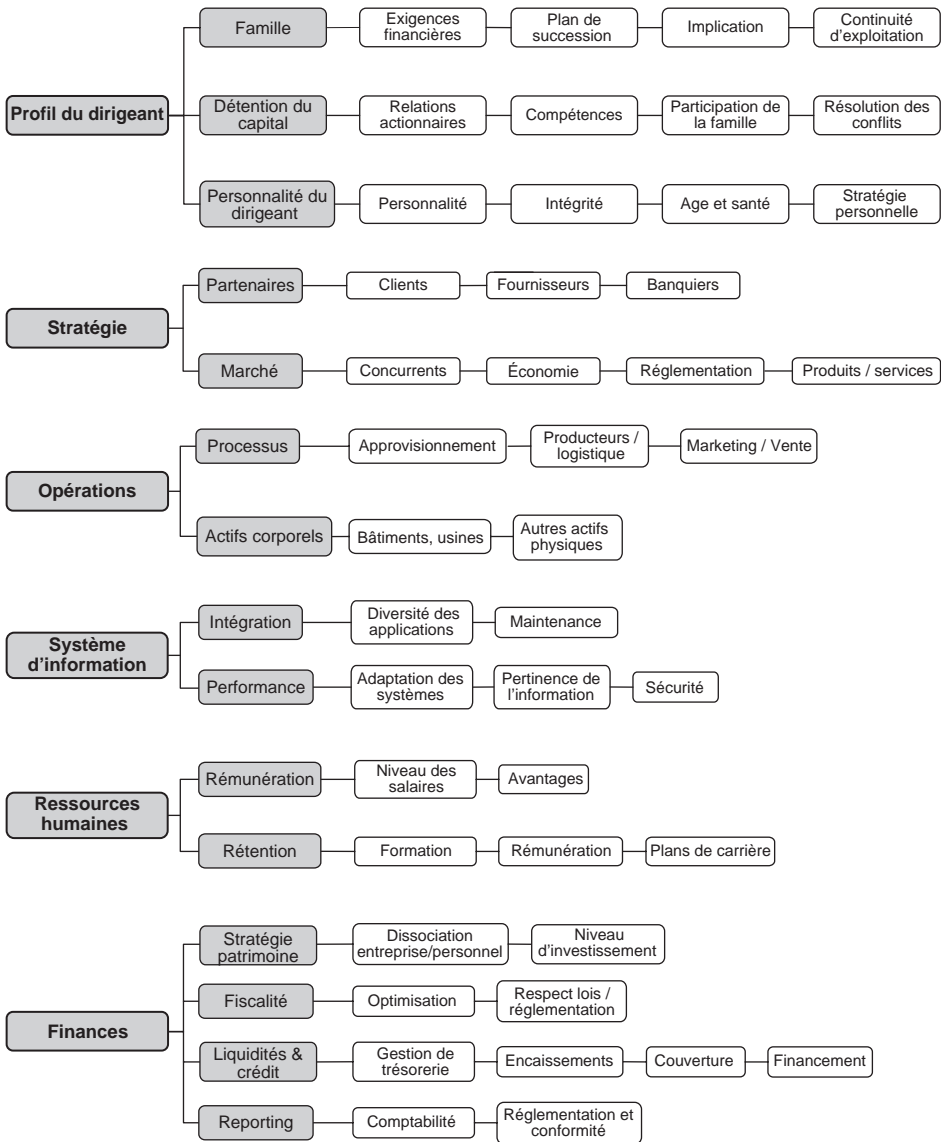 Profil du dirigeant
Famille
Exigences
financières
Plan de
succession
Implication
Continuité
d'exploitation
Détention du
capital
Relations
actionnaires
Compétences
Participation de
la famille
Résolution des
conflits
Personnalité du
dirigeant
Personnalité
Intégrité
Age et santé
Stratégie
personnelle
Stratégie
Partenaires
Clients
Fournisseurs
Banquiers
Marché
Concurrents
Économie
Réglementation
Produits / services
Opérations
Processus
Approvisionnement
Producteurs /
logistique
Marketing / Vente
Actifs corporels
Bâtiments, usines
Autres actifs
physiques
Système
d'information
Intégration
Diversité des
applications
Maintenance
Performance
Adaptation des
systèmes
Pertinence de
l'information
Sécurité
Ressources
humaines
Rémunération
Niveau des
salaires
Avantages
Rétention
Formation
Rémunération
Plans de carrière
Finances
Stratégie
patrimoine
Dissociation
entreprise/personnel
Niveau
d'investissement
Fiscalité
Optimisation
Respect lois /
réglementation
Liquidités &
crédit
Gestion de
trésorerie
Encaissements
Couverture
Financement
Reporting
Comptabilité
Réglementation et
conformité